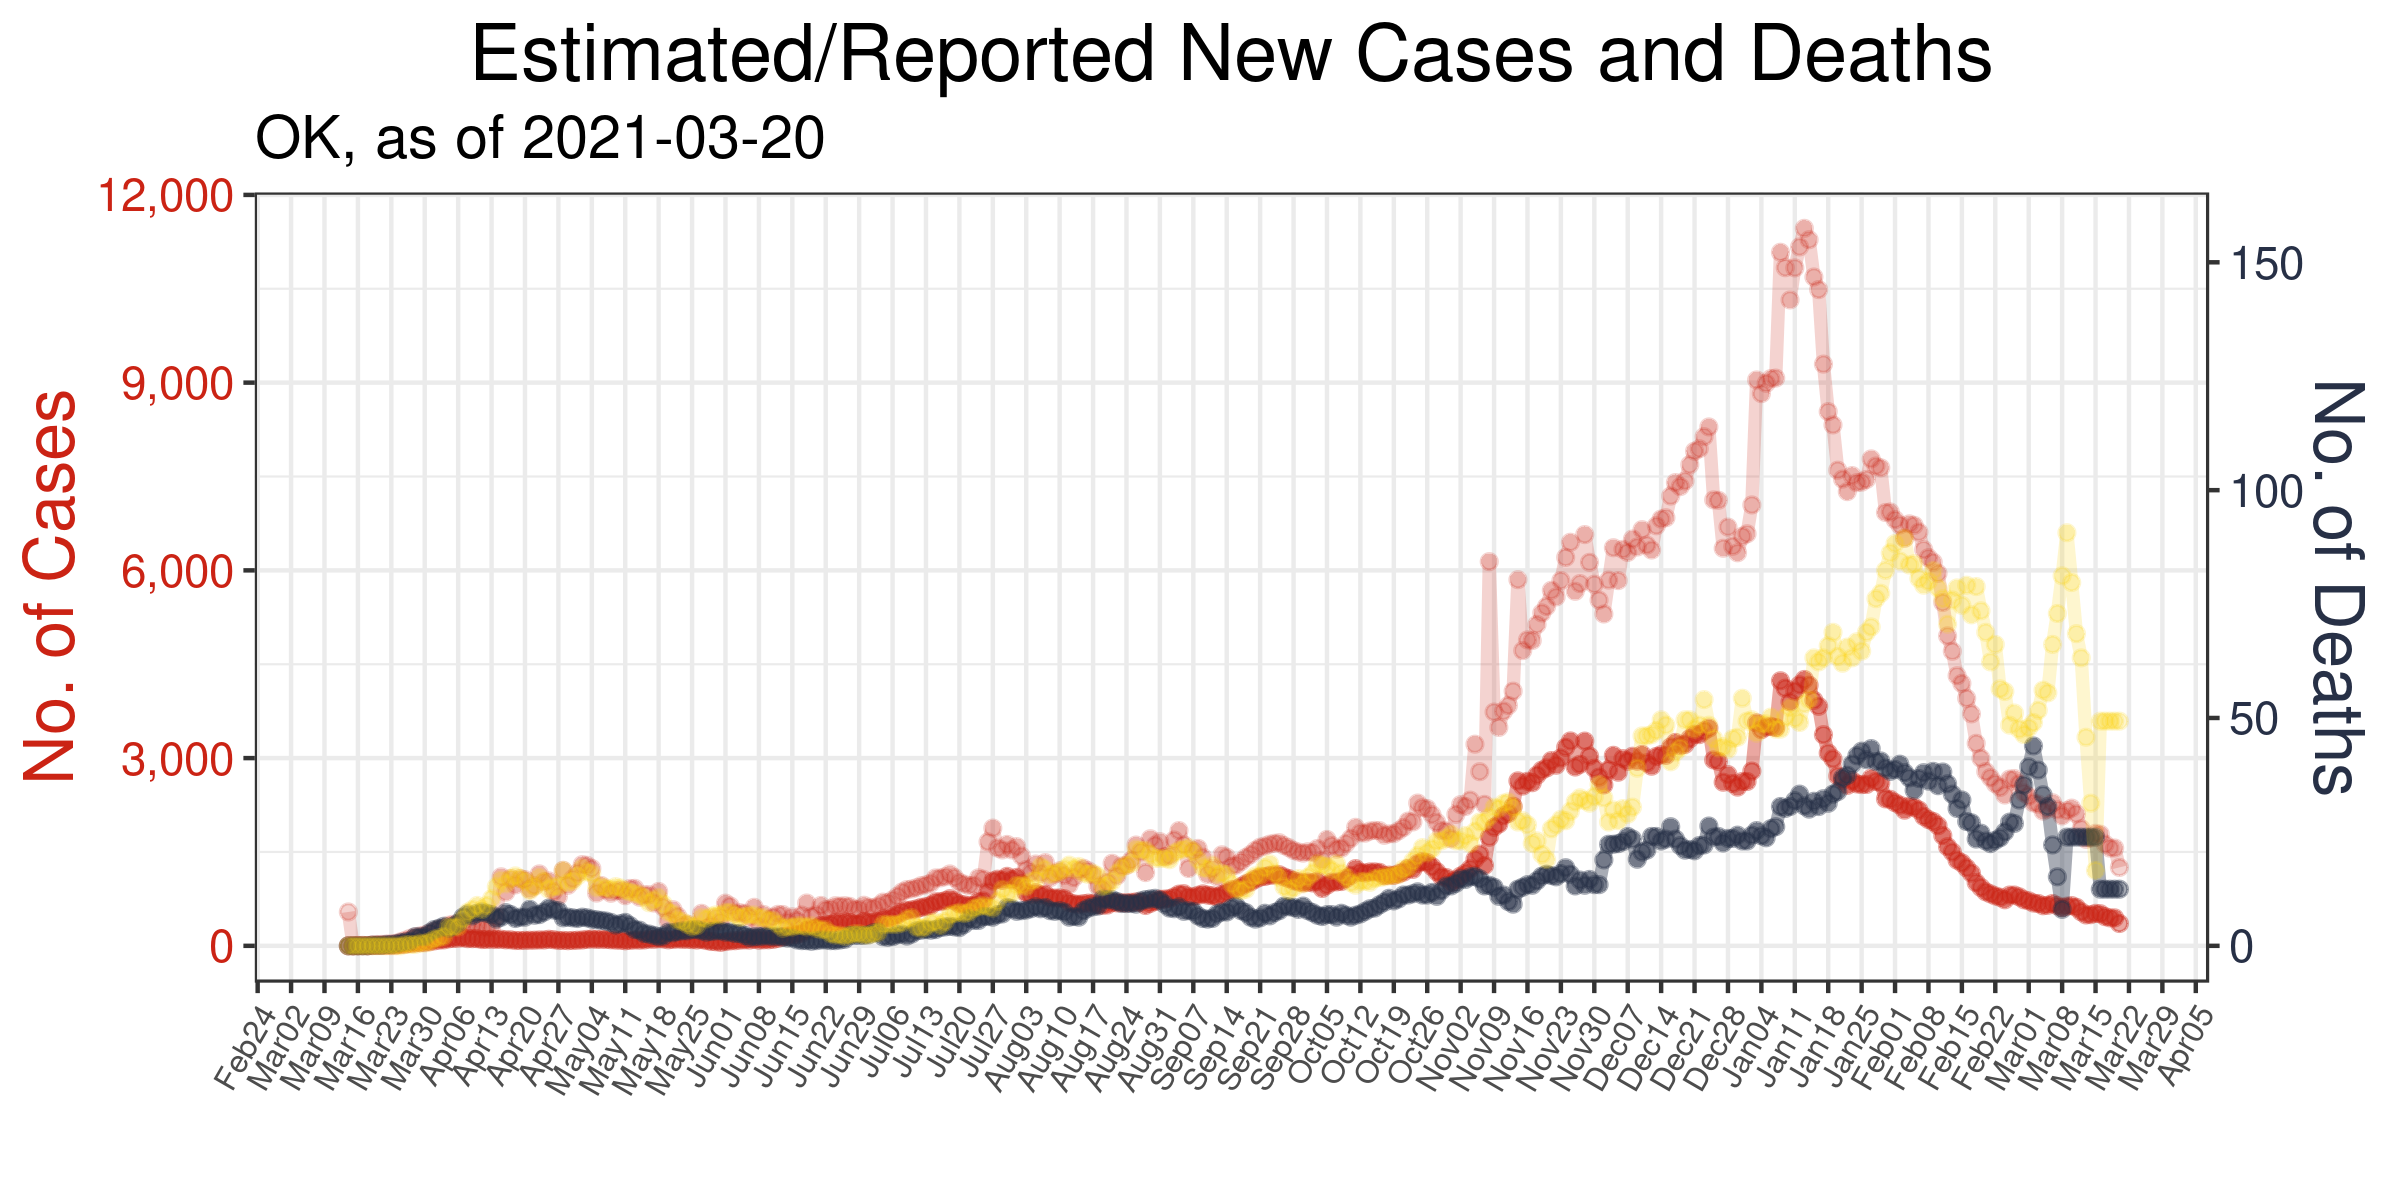 Estimated/Reported New Cases and Deaths
OK, as of 2021-03-20
No. of Cases
12,000
9,000
6,000
3,000
0
No. of Deaths
150
100
50
0
Feb24
Mar02
Mar09
Mar16
Mar23
Mar30
Apr06
Apr13
Apr20
Apr27
May04
May11
May18
May25
Jun01
Jun08
Jun15
Jun22
Jun29
Jul06
Jul13
Jul20
Jul27
Aug03
Aug10
Aug17
Aug24
Aug31
Sep07
Sep14
Sep21
Sep28
Oct05
Oct12
Oct19
Oct26
Nov02
Nov09
Nov16
Nov23
Nov30
Dec07
Dec14
Dec21
Dec28
Dec04
Jan11
Jan18
Jan25
Feb01
Feb08
Feb15
Feb22
Mar01
Mar08
Mar15
Mar22
Mar29
Apr05